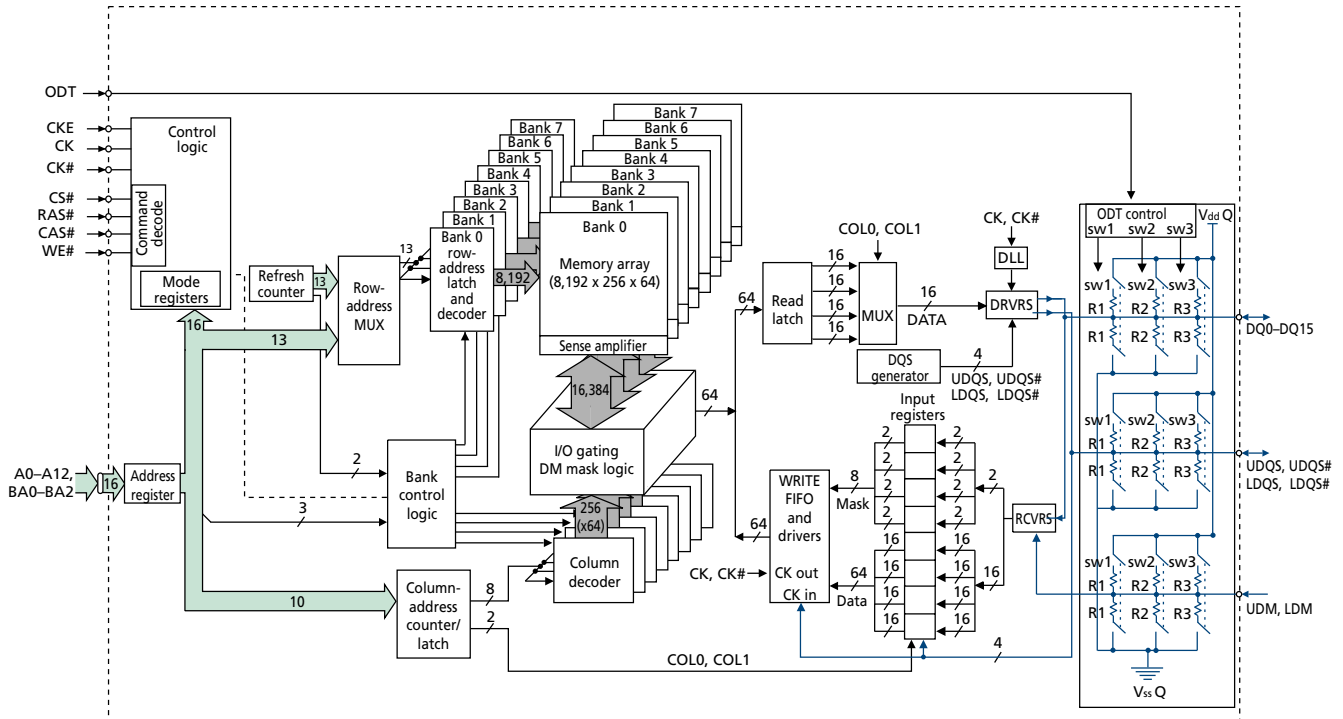 ODT
CKE
CK
CK#
CS#
RAS#
CAS#
WE#
Control
logic
Command
decode
Mode
registers
16
13
Refresh
counter
13
Row-
address
MUX
13
Bank 7
Bank 6
Bank 5
Bank 4
Bank 3
Bank 2
Bank 1
Bank 0
row-
address
latch
and
decoder
8,192
Bank 7
Bank 6
Bank 5
Bank 4
Bank 3
Bank 2
Bank 1
Bank 0
Memory array
(8,192 x 256 x 64)
Sense amplifier
16,384
I/O gating
DM mask logic
256
(x64)
Column
decoder
A0–A12,
BA0–BA2
16
Address
register
2
3
Bank
control
logic
10
Column-
address
counter/
latch
8
2
COL0, COL1
64
64
64
Read
latch
16
16
16
16
COL0, COL1
MUX
16
DATA
CK, CK#
DLL
DRVRS
DQS
generator
4
UDQS, UDQS#
LDQS, LDQS#
Input
registers
WRITE
FIFO
and
drivers
CK out
CK in
CK, CK#
8
Mask
64
Data
2
2
2
2
16
16
16
16
2
2
2
2
16
16
16
16
2
16
RCVRS
4
ODT control
sw1 sw2 sw3
Vdd Q
sw1 sw2 sw3
R1 R2 R3
R1 R2 R3
DQ0–DQ15
sw1 sw2 sw3
R1 R2 R3
R1 R2 R3
UDQS, UDQS#
LDQS, LDQS#
sw1 sw2 sw3
R1 R2 R3
R1 R2 R3
UDM, LDM
Vss Q